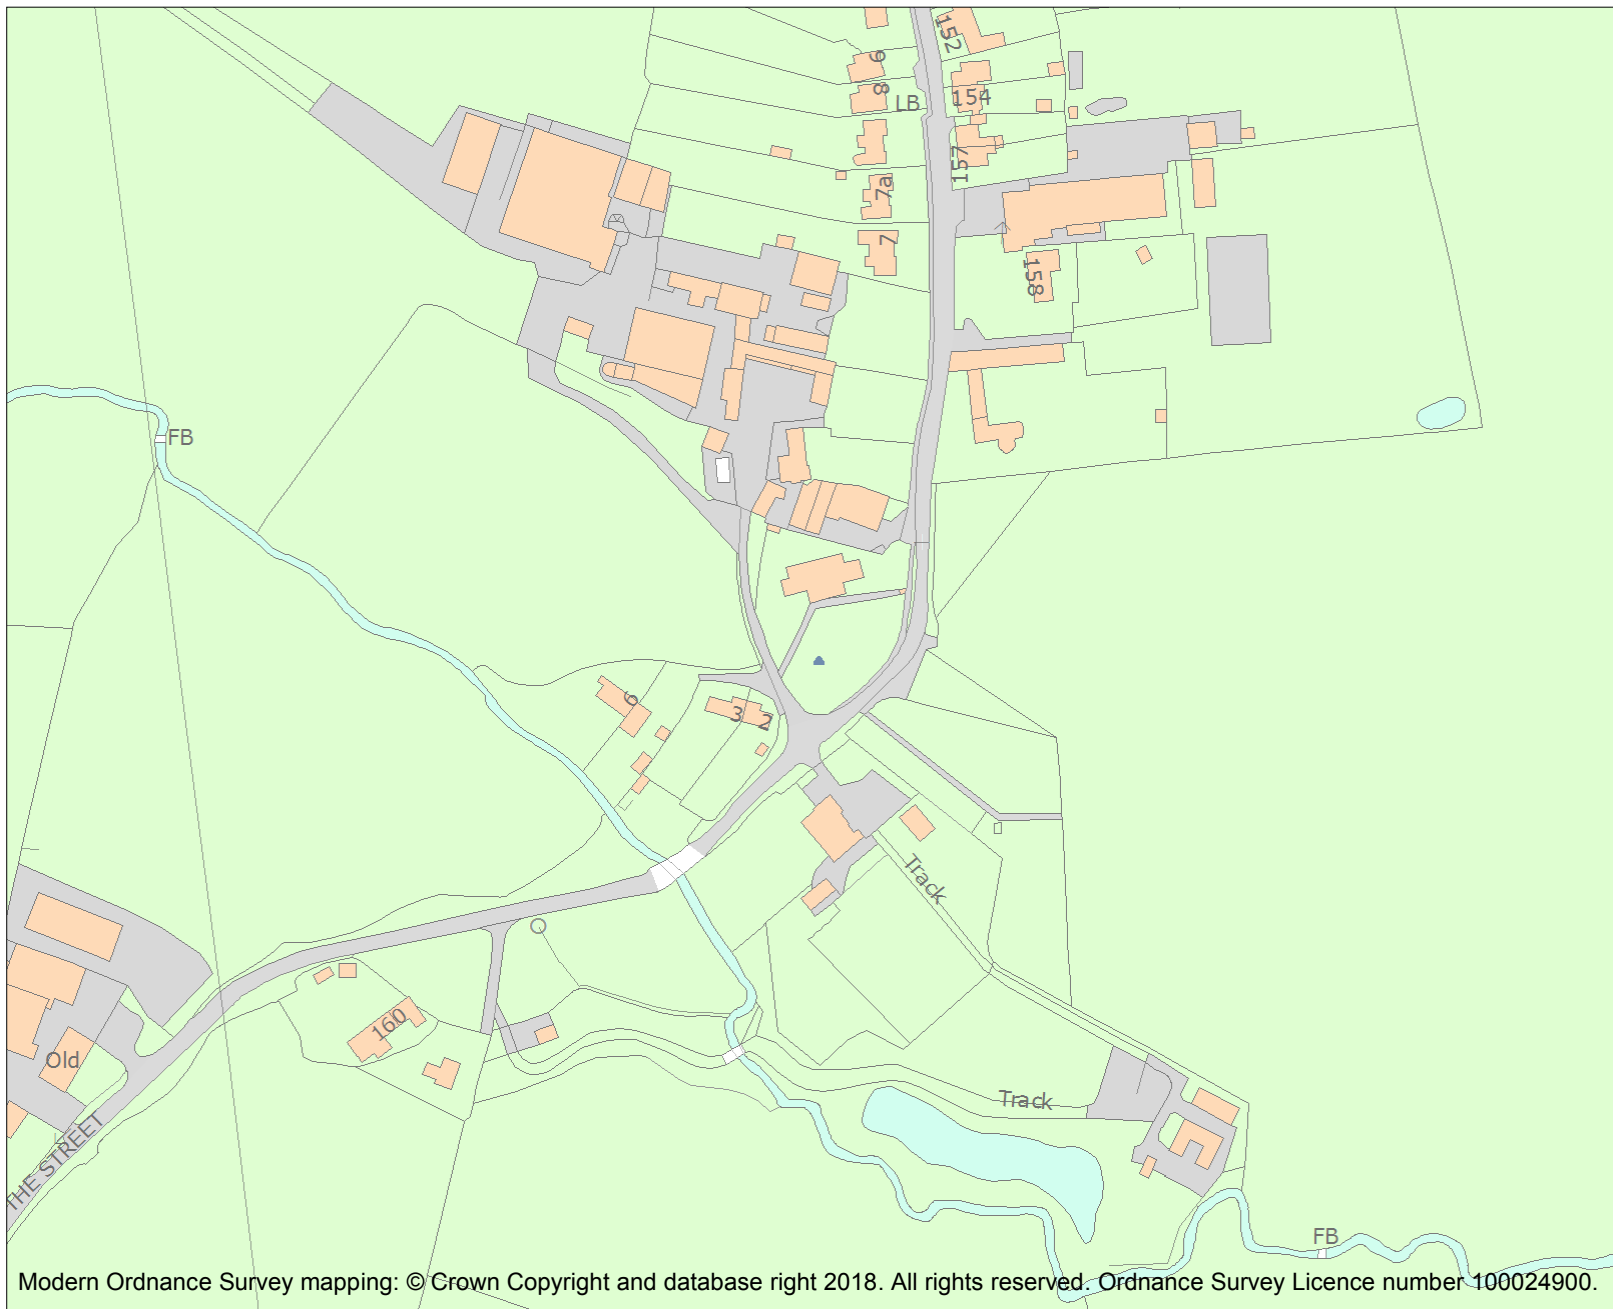 152
9
8
LB
154
157
7a
7
158
FB
6
3
2
Track
160
Old
Track
THE STREET
FB
Modern Ordnance Survey mapping: © Crown Copyright and database right 2018. All rights reserved. Ordnance Survey Licence number 100024900.